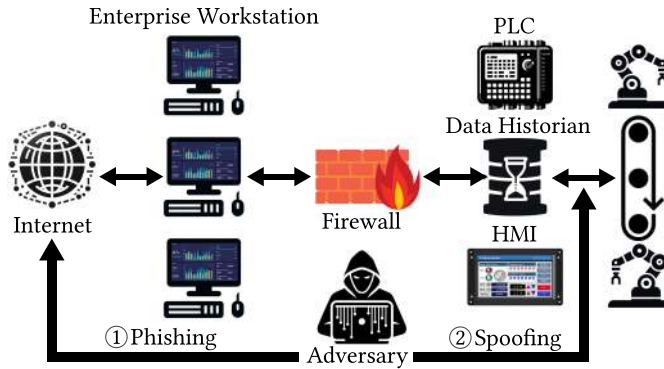 Enterprise Workstation
PLC
Data Historian
Internet
Firewall
HMI
①Phishing
②Spoofing
Adversary